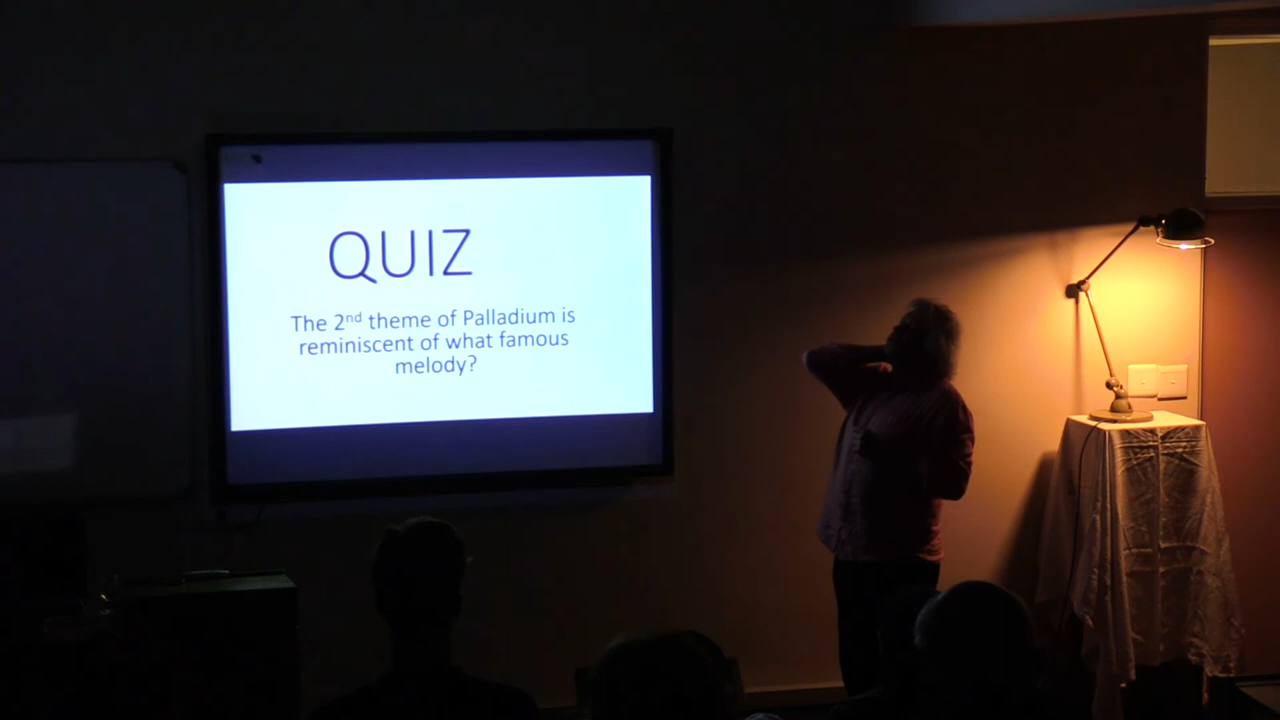 QUIZ
The 2nd theme of Palladium is
reminiscent of what famous
melody?